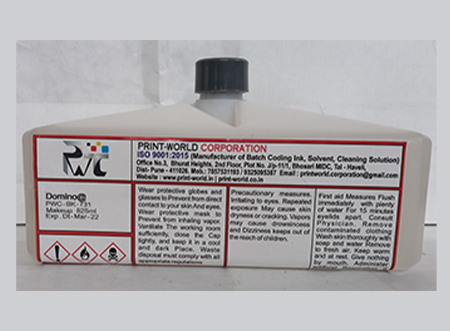 PWC
PRINT-WORLD CORPORATION
ISO 9001:2015 (Manufacturer of Batch Coding Ink, Solvent, Cleaning Solution)
Office No.3, Bhurat Heights, 2nd Floor, Plot No. J/p-11/1, Bhosari MIDC, Tal - Haveli,
Dist- Pune - 411026. Mob.: 7857531193 / 9325095387 Email : printworld.corporation@gmail.com
Website : www.print-world.in / print-world.co.in
Domino@
PWC-BK-731
Makeup 825ml
Exp. Dt-Mar-22
Wear protective globes and
glasses to Prevent from direct
contact to your skin And eyes.
Wear protective mask to
Prevent from inhaling vapor.
Vantilate The working room
sufficiently, close the Cap
tightly, and keep it in a cool
and dark Place. Waste
disposal must comply with all
appropriate regulations
Precautionary measures.
Irritating to eyes. Repeated
exposure May cause skin
dryness or cracking. Vapors
may cause drowniness
and Dizziness keeps out of
the reach of children.
First aid Measures Flush
immediately with plenty
of water For 15 minutes
eyelids apart, Consult
Physician. Remove
contaminated clothing
Wash skin thoroughly with
soap and water Remove
to fresh air. Keep warm
and at rest. Give nothing
by mouth. Administer